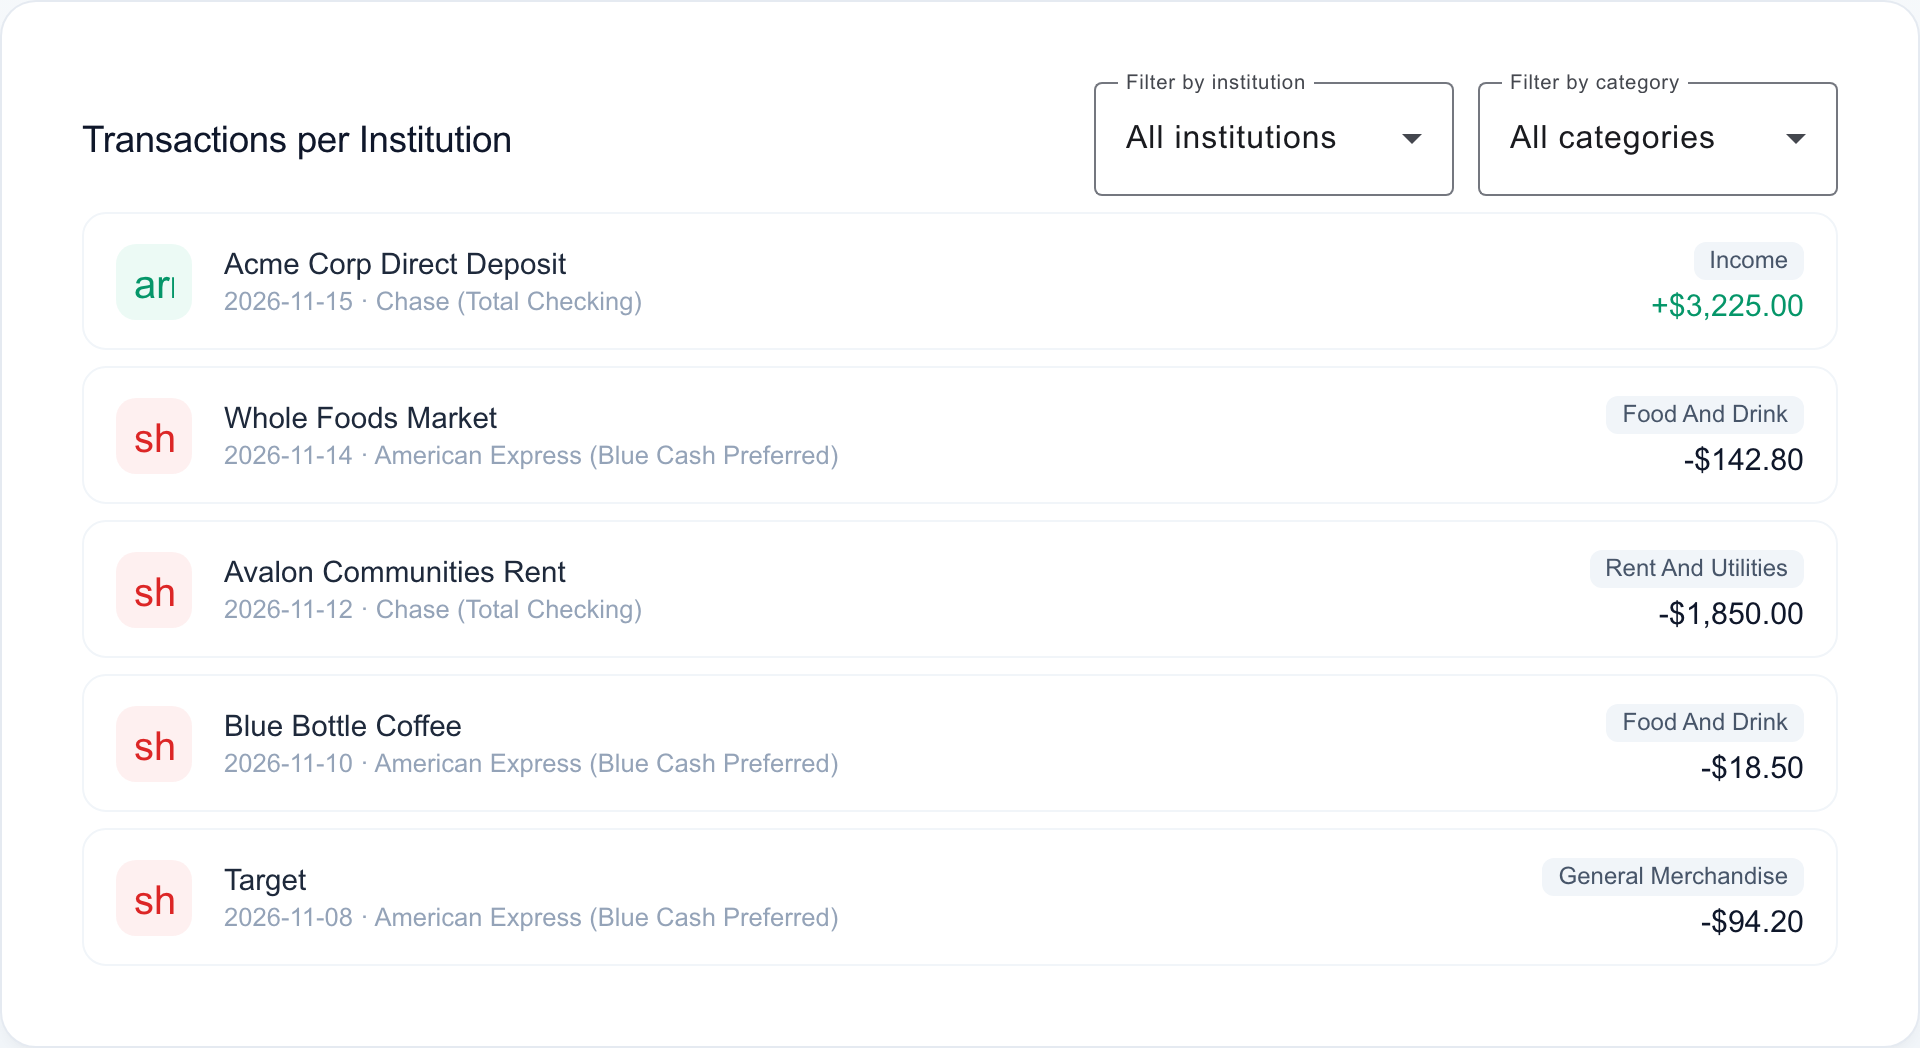 Filter by institution
Filter by category
Transactions per Institution
All institutions
All categories
Acme Corp Direct Deposit
2026-11-15 · Chase (Total Checking)
Income
+$3,225.00
sh
Whole Foods Market
2026-11-14 · American Express (Blue Cash Preferred)
Food And Drink
-$142.80
sh
Avalon Communities Rent
2026-11-12 · Chase (Total Checking)
Rent And Utilities
-$1,850.00
sh
Blue Bottle Coffee
2026-11-10 · American Express (Blue Cash Preferred)
Food And Drink
-$18.50
sh
Target
2026-11-08 · American Express (Blue Cash Preferred)
General Merchandise
-$94.20